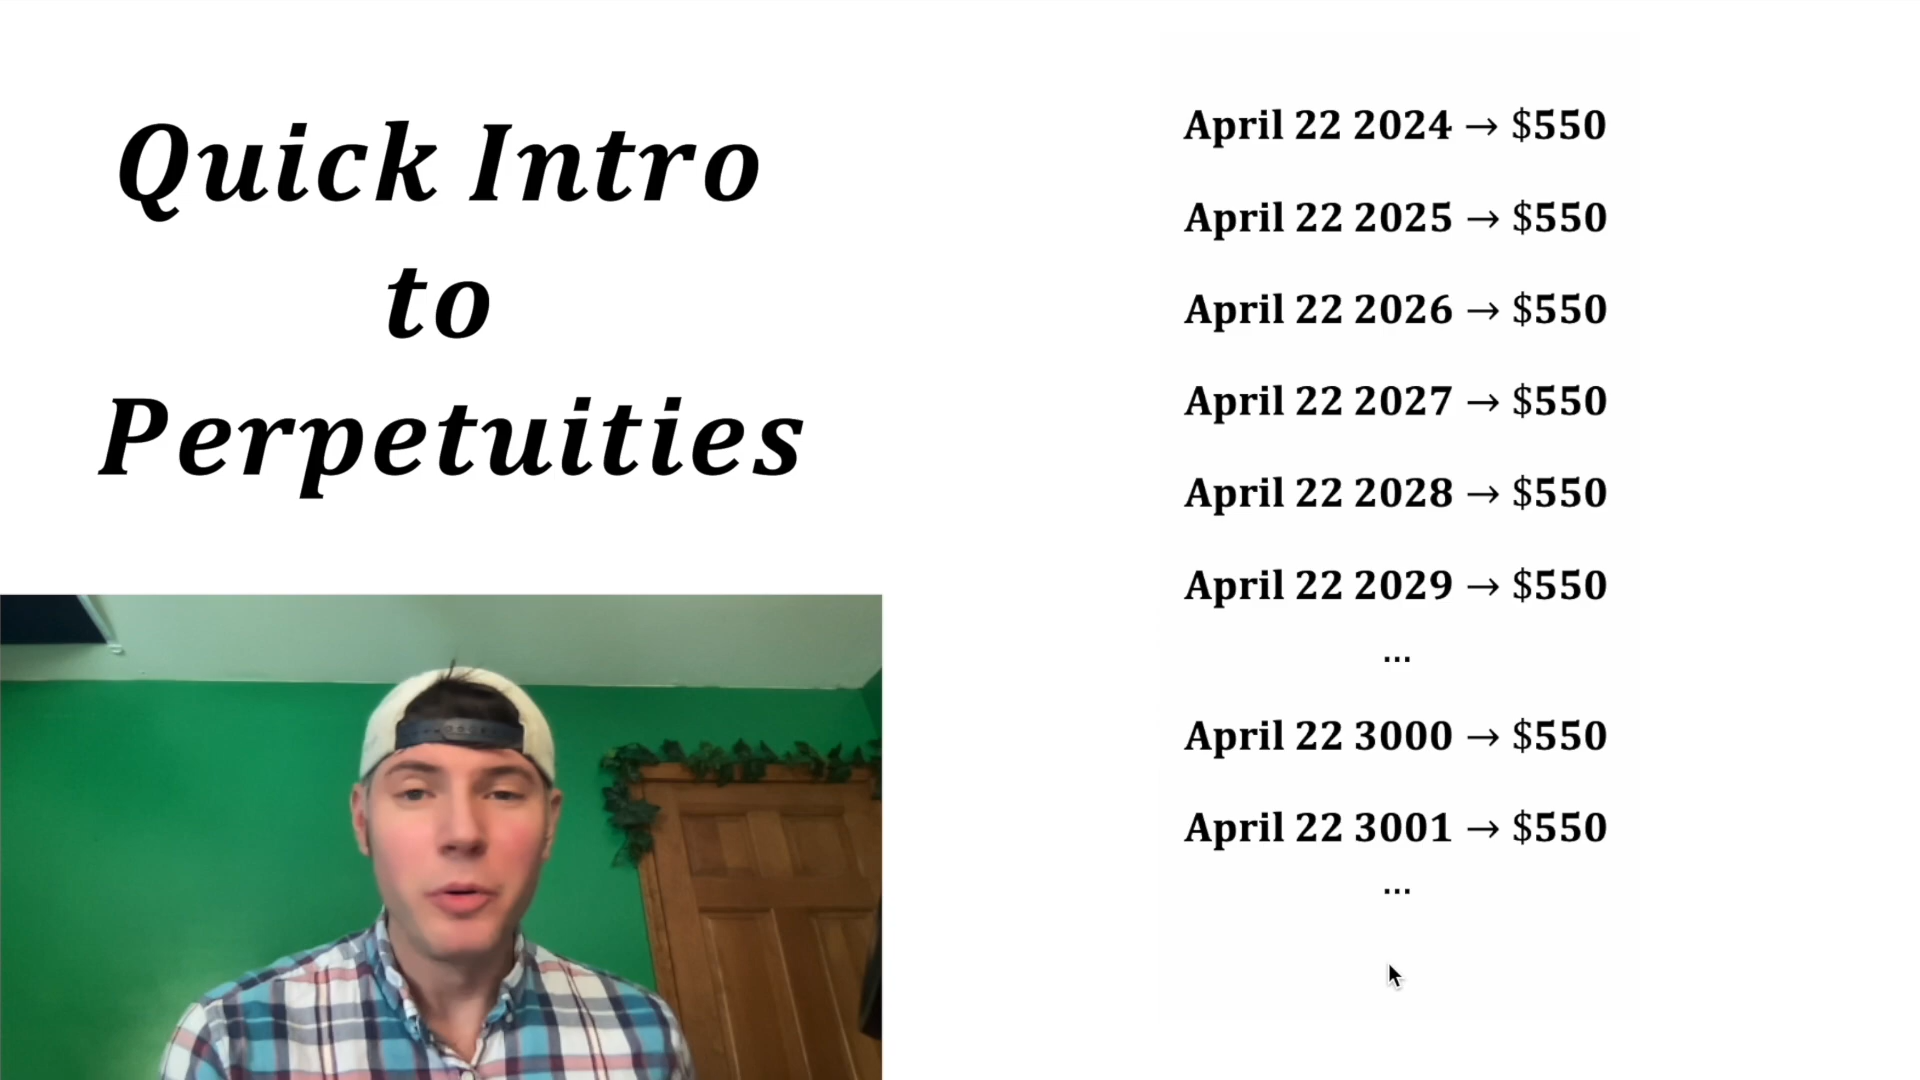 Quick Intro
to
Perpetuities
April 22 2024 → $550
April 22 2025 → $550
April 22 2026 → $550
April 22 2027 → $550
April 22 2028 → $550
April 22 2029 → $550
...
April 22 3000 → $550
April 22 3001 → $550
...